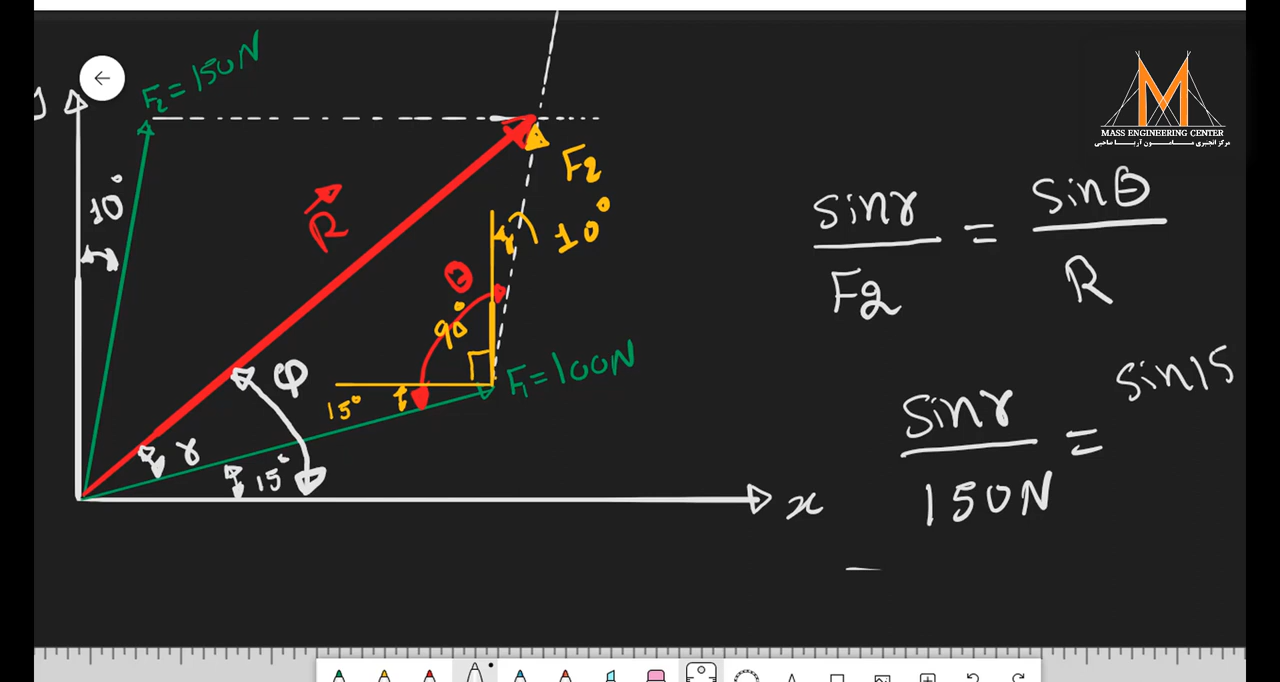 y
F₂ = 150N
10°
R
F2
10°
θ
90°
F₁ = 100N
φ
15°
γ
15°
x
sinγ / F2 = sinθ / R
sinγ / 150N = sin15
M
MASS ENGINEERING CENTER